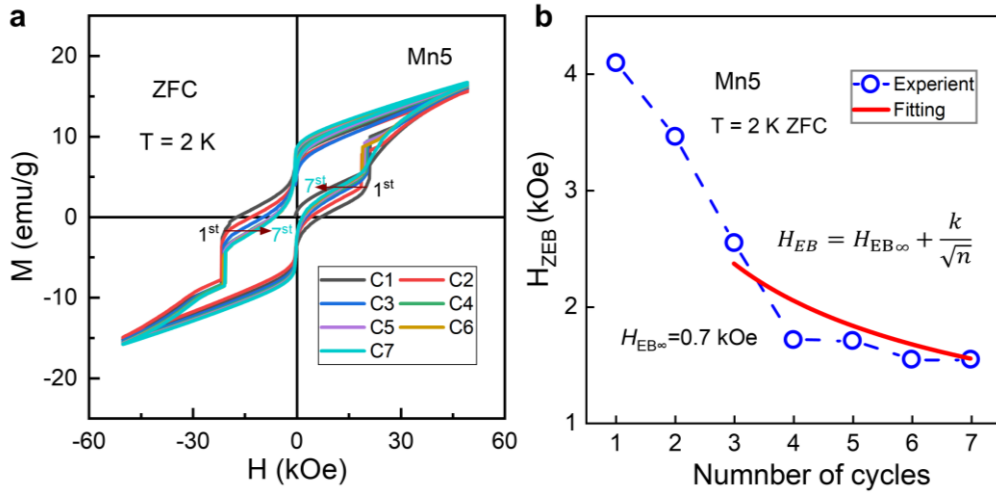 a
ZFC
T = 2 K
Mn5
7st
1st
1st
7st
C1 C2
C3 C4
C5 C6
C7
M (emu/g)
20
10
0
-10
-20
-60 -30 0 30 60
H (kOe)
b
Mn5
T = 2 K ZFC
Experient
Fitting
H_EB = H_EB∞ + k/√n
H_EB∞=0.7 kOe
H_ZEB (kOe)
4
3
2
1
1 2 3 4 5 6 7
Numnber of cycles